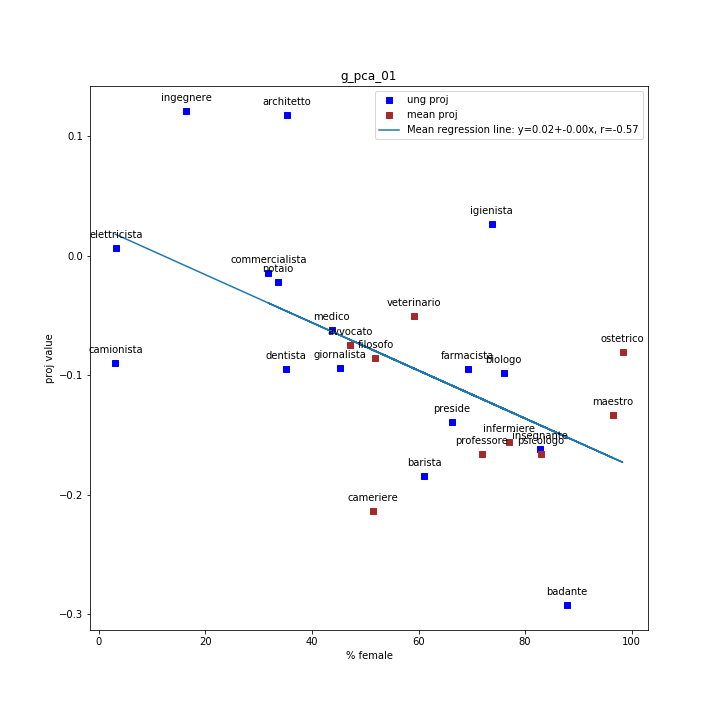 g_pca_01
ung proj
mean proj
Mean regression line: y=0.02+-0.00x, r=-0.57
ingegnere
architetto
igienista
elettricista
commercialista
notaio
veterinario
medico
avvocato
filosofo
camionista
dentista
giornalista
farmacista
biologo
ostetrico
maestro
preside
infermiere
insegnante
professore
psicologo
barista
cameriere
badante
0.1
0.0
−0.1
−0.2
−0.3
proj value
0
20
40
60
80
100
% female